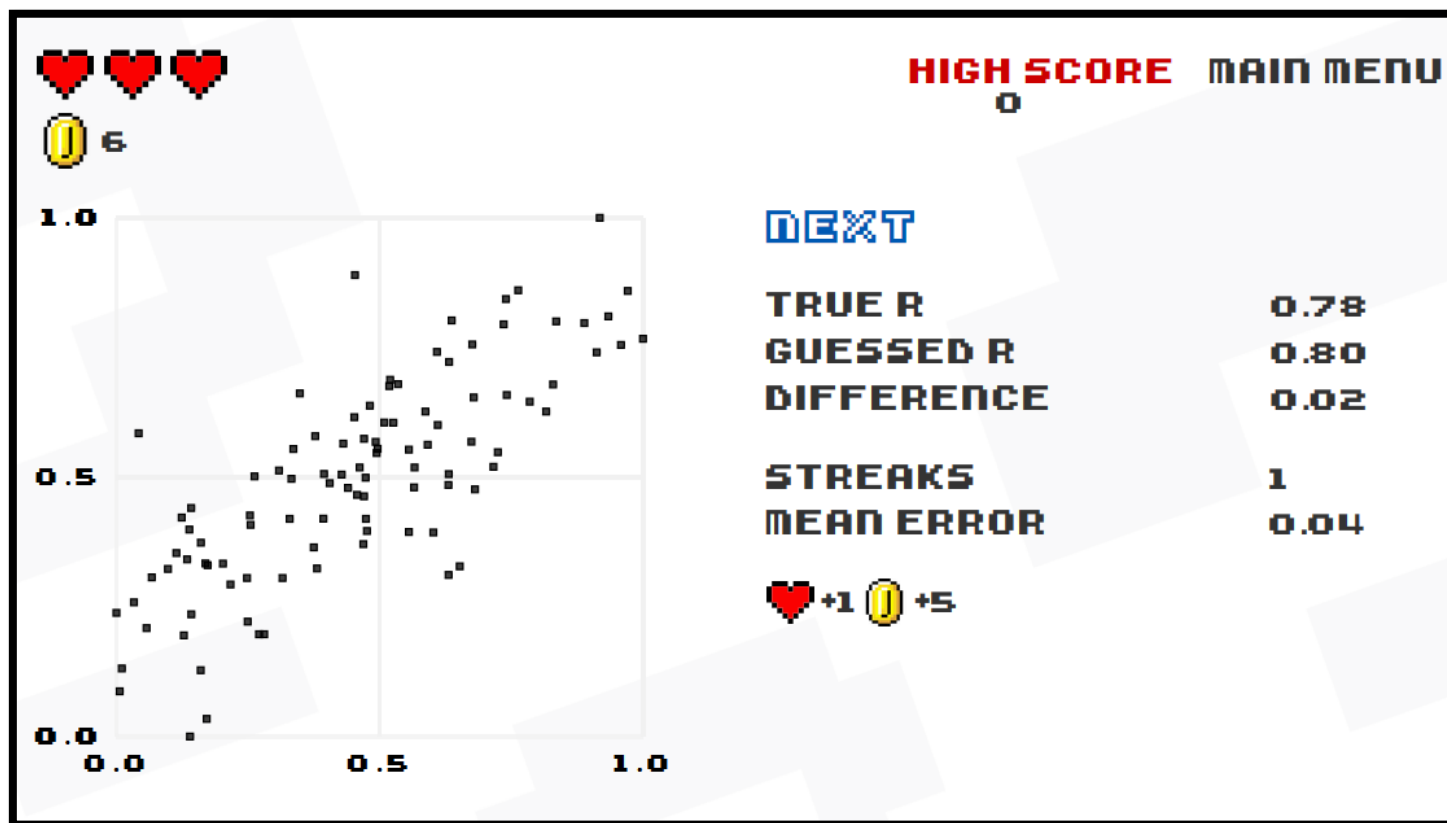 HIGH SCORE MAIN MENU
0
6
1.0
0.5
0.0
0.0 0.5 1.0
NEXT
TRUE R 0.78
GUESSED R 0.80
DIFFERENCE 0.02
STREAKS 1
MEAN ERROR 0.04
+1 +5